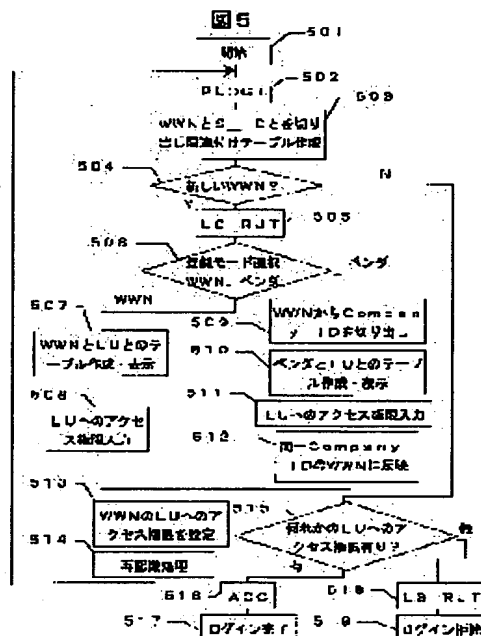 図5
501
開始
502
PLOGI
503
WWNとS_IDとを切り
出し関連付けテーブル作成
504
新しいWWN?
N
505
506
登録モード選択
WWN、ベンダ
ベンダ
WWN
507
WWNとLUとのテ
ーブル作成・表示
509
WWNからCompan
y_IDを切り出し
510
ベンダとLUとのテーブ
ル作成・表示
508
LUへのアクセ
ス権限入力
511
LUへのアクセス権限入力
512
同一Company
IDのWWNに反映
513
WWNのLUへのア
クセス権限を設定
515
何れかのLUへのア
クセス権限有り?
514
再認識処理
516
ACC
517
ログイン完了
518
519
ログイン拒絶